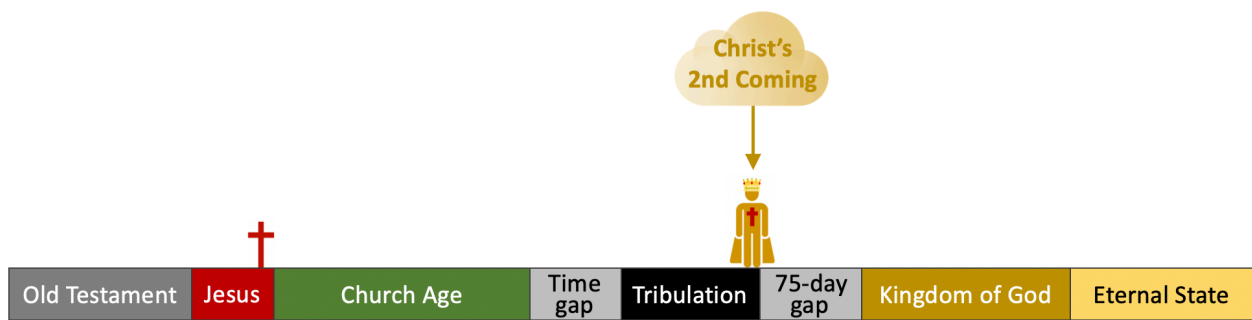 Christ's
2nd Coming
Old Testament
Jesus
Church Age
Time
gap
Tribulation
75-day
gap
Kingdom of God
Eternal State